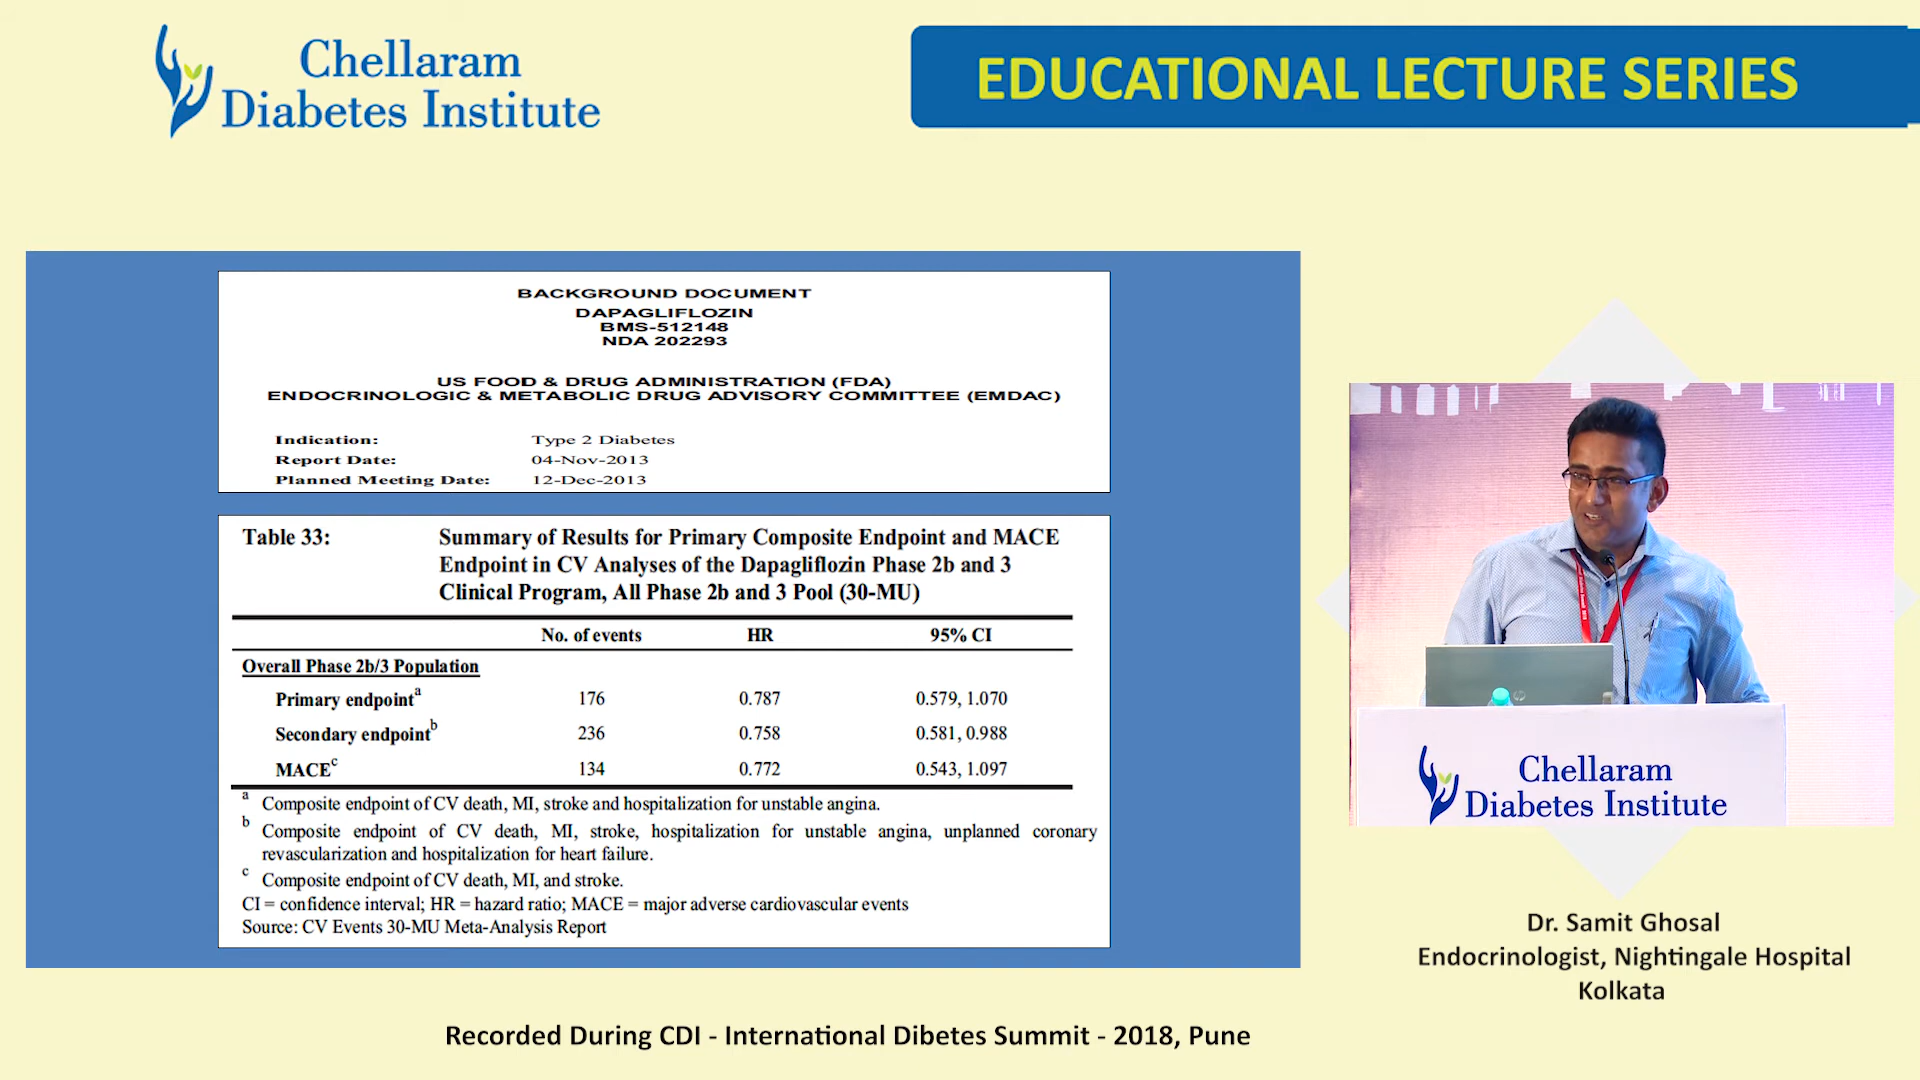 Chellaram
Diabetes Institute
EDUCATIONAL LECTURE SERIES
BACKGROUND DOCUMENT
DAPAGLIFLOZIN
BMS-512148
NDA 202293
US FOOD & DRUG ADMINISTRATION (FDA)
ENDOCRINOLOGIC & METABOLIC DRUG ADVISORY COMMITTEE (EMDAC)
Indication: Type 2 Diabetes
Report Date: 04-Nov-2013
Planned Meeting Date: 12-Dec-2013
Table 33: Summary of Results for Primary Composite Endpoint and MACE
Endpoint in CV Analyses of the Dapagliflozin Phase 2b and 3
Clinical Program, All Phase 2b and 3 Pool (30-MU)
No. of events HR 95% CI
Overall Phase 2b/3 Population
Primary endpoint^a 176 0.787 0.579, 1.070
Secondary endpoint^b 236 0.758 0.581, 0.988
MACE^c 134 0.772 0.543, 1.097
^a Composite endpoint of CV death, MI, stroke and hospitalization for unstable angina.
^b Composite endpoint of CV death, MI, stroke, hospitalization for unstable angina, unplanned coronary
revascularization and hospitalization for heart failure.
^c Composite endpoint of CV death, MI, and stroke.
CI = confidence interval; HR = hazard ratio; MACE = major adverse cardiovascular events
Source: CV Events 30-MU Meta-Analysis Report
Chellaram
Diabetes Institute
Dr. Samit Ghosal
Endocrinologist, Nightingale Hospital
Kolkata
Recorded During CDI - International Dibetes Summit - 2018, Pune